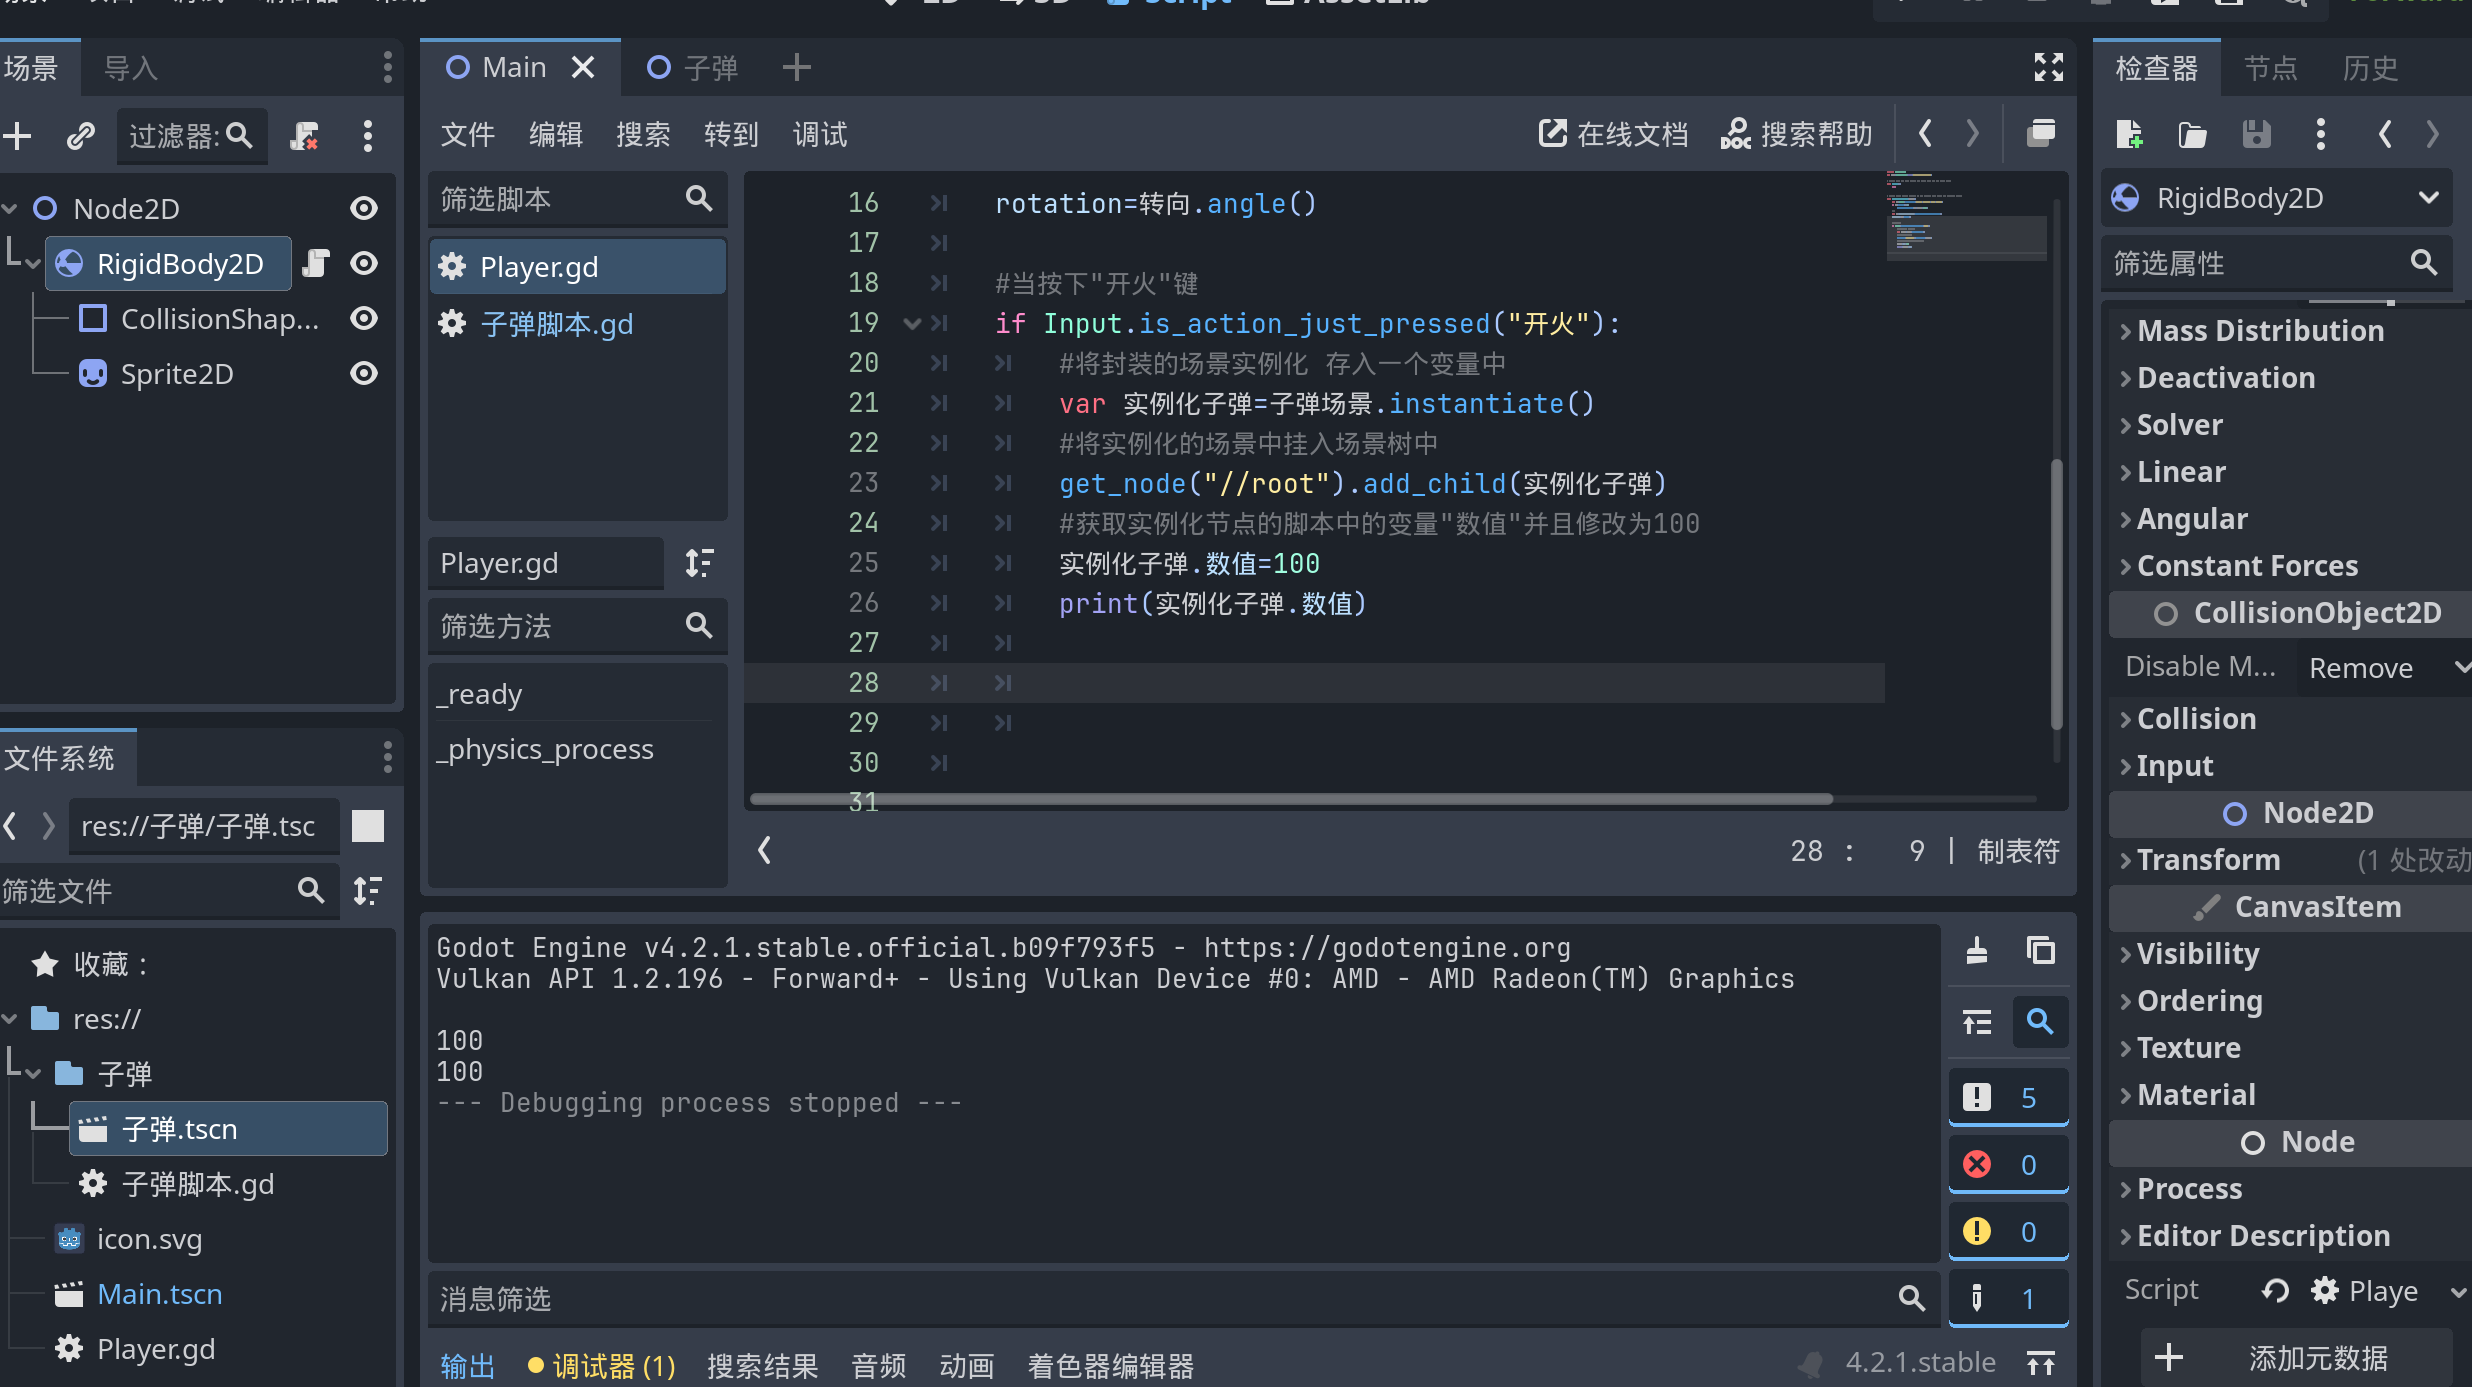 Script
AssetLib
场景
导入
过滤器:
Node2D
RigidBody2D
CollisionShap...
Sprite2D
文件系统
res://子弹/子弹.tsc
筛选文件
收藏：
res://
子弹
子弹.tscn
子弹脚本.gd
icon.svg
Main.tscn
Player.gd
Main
子弹
文件 编辑 搜索 转到 调试
在线文档
搜索帮助
筛选脚本
Player.gd
子弹脚本.gd
Player.gd
筛选方法
_ready
_physics_process
16 rotation=转向.angle()
17
18 #当按下"开火"键
19 if Input.is_action_just_pressed("开火"):
20 #将封装的场景实例化 存入一个变量中
21 var 实例化子弹=子弹场景.instantiate()
22 #将实例化的场景中挂入场景树中
23 get_node("//root").add_child(实例化子弹)
24 #获取实例化节点的脚本中的变量"数值"并且修改为100
25 实例化子弹.数值=100
26 print(实例化子弹.数值)
27
28
29
30
31
28 : 9 | 制表符
Godot Engine v4.2.1.stable.official.b09f793f5 - https://godotengine.org
Vulkan API 1.2.196 - Forward+ - Using Vulkan Device #0: AMD - AMD Radeon(TM) Graphics
100
100
--- Debugging process stopped ---
5
0
0
1
消息筛选
输出 调试器 (1) 搜索结果 音频 动画 着色器编辑器
4.2.1.stable
检查器
节点
历史
RigidBody2D
筛选属性
Mass Distribution
Deactivation
Solver
Linear
Angular
Constant Forces
CollisionObject2D
Disable M... Remove
Collision
Input
Node2D
Transform (1 处改动
CanvasItem
Visibility
Ordering
Texture
Material
Node
Process
Editor Description
Script Playe
添加元数据